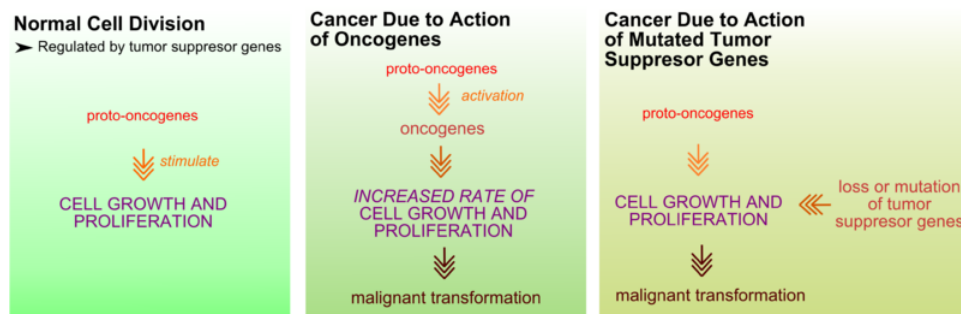 Normal Cell Division
➤ Regulated by tumor suppresor genes
proto-oncogenes
stimulate
CELL GROWTH AND
PROLIFERATION
Cancer Due to Action
of Oncogenes
proto-oncogenes
activation
oncogenes
INCREASED RATE OF
CELL GROWTH AND
PROLIFERATION
malignant transformation
Cancer Due to Action
of Mutated Tumor
Suppresor Genes
proto-oncogenes
CELL GROWTH AND
PROLIFERATION
loss or mutation
of tumor
suppresor genes
malignant transformation